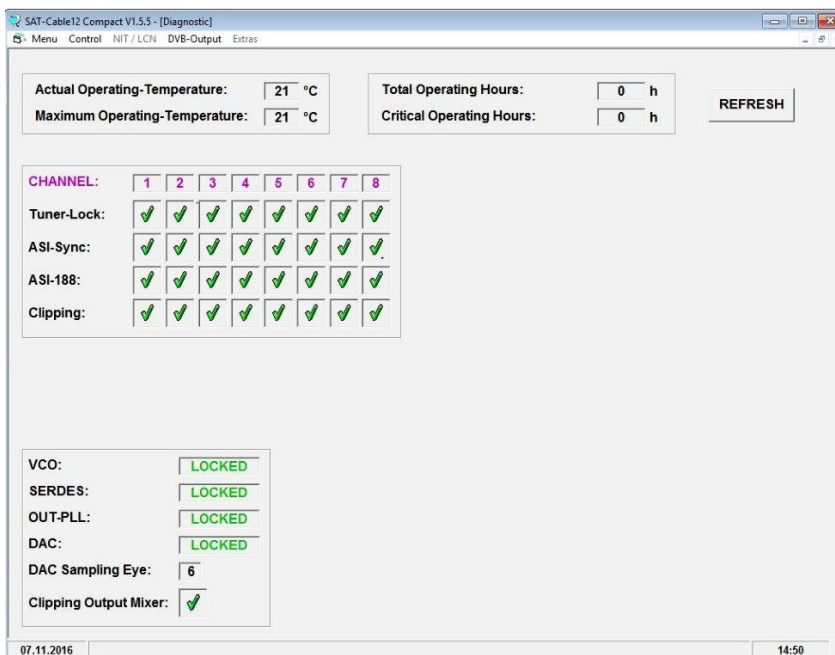 SAT-Cable12 Compact V1.5.5 - [Diagnostic]
Menu Control NIT / LCN DVB-Output Extras
Actual Operating-Temperature: 21 °C
Maximum Operating-Temperature: 21 °C
Total Operating Hours: 0 h
Critical Operating Hours: 0 h
REFRESH
CHANNEL: 1 2 3 4 5 6 7 8
Tuner-Lock:
ASI-Sync:
ASI-188:
Clipping:
VCO: LOCKED
SERDES: LOCKED
OUT-PLL: LOCKED
DAC: LOCKED
DAC Sampling Eye: 6
Clipping Output Mixer:
07.11.2016 14:50